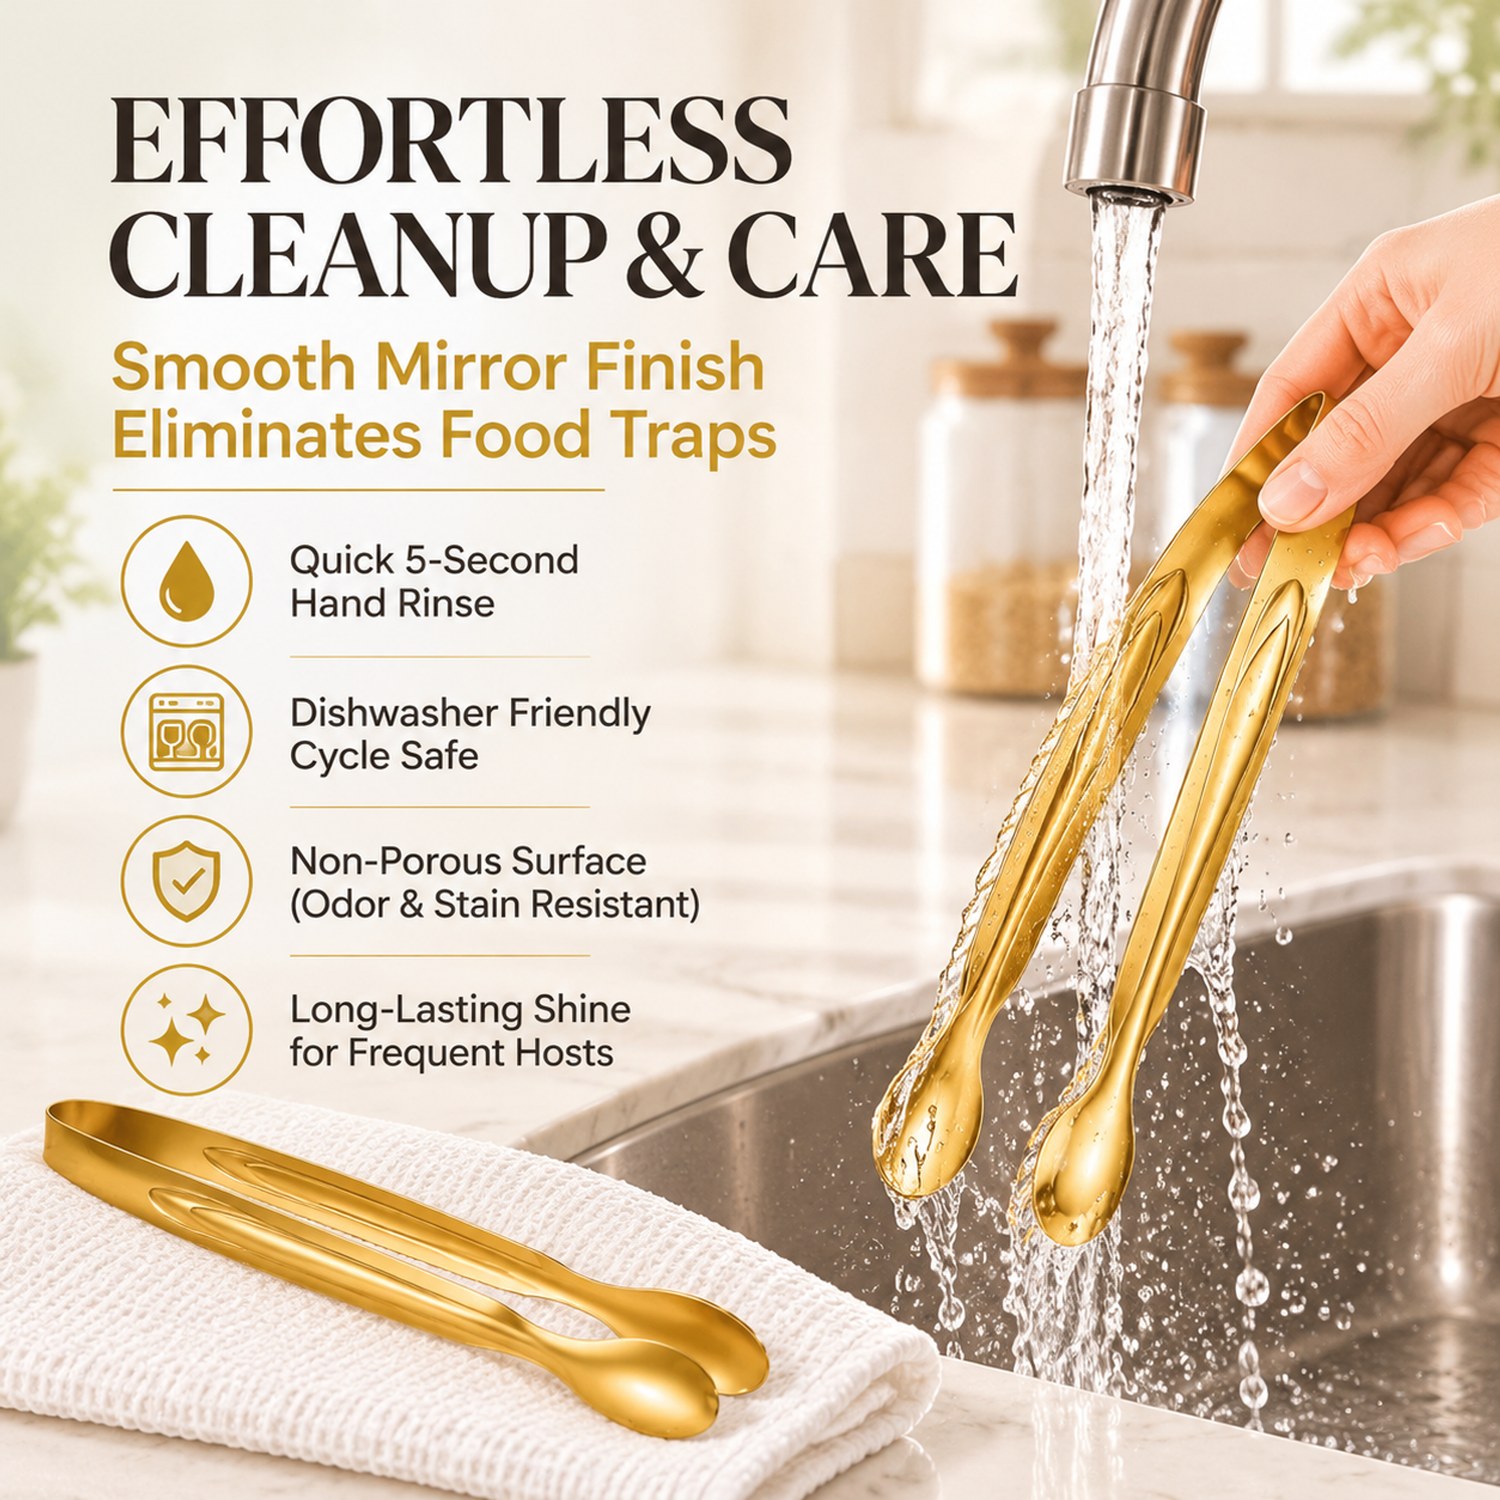 EFFORTLESS
CLEANUP & CARE
Smooth Mirror Finish
Eliminates Food Traps
Quick 5-Second
Hand Rinse
Dishwasher Friendly
Cycle Safe
Non-Porous Surface
(Odor & Stain Resistant)
Long-Lasting Shine
for Frequent Hosts